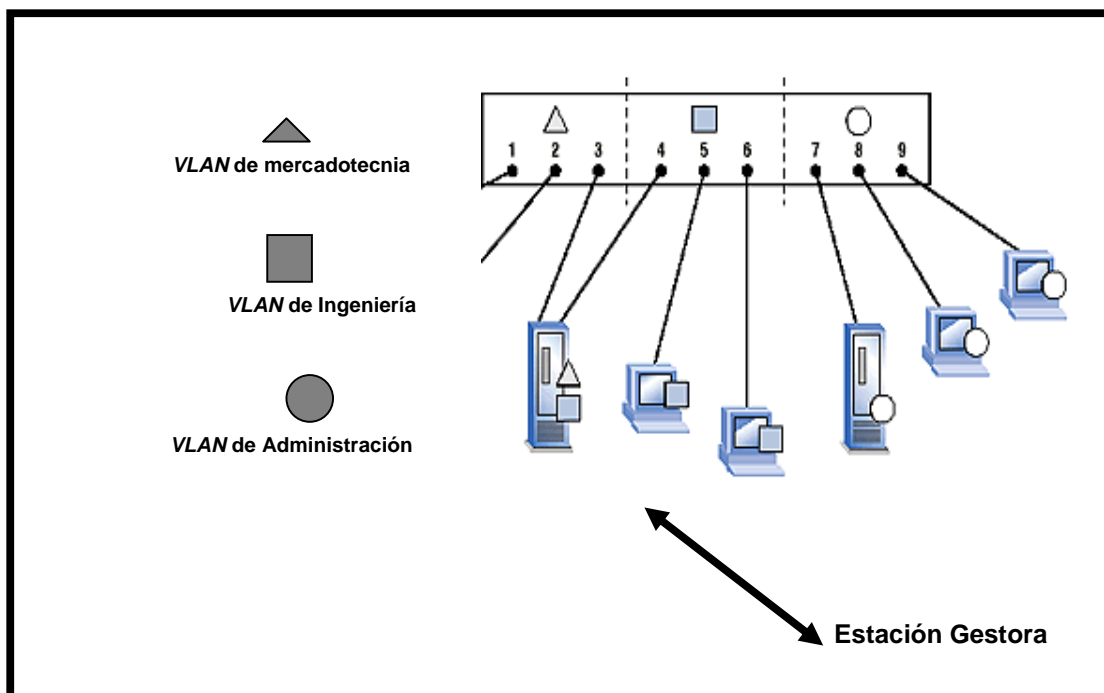 VLAN de mercadotecnia
VLAN de Ingeniería
VLAN de Administración
1 2 3 4 5 6 7 8 9
Estación Gestora